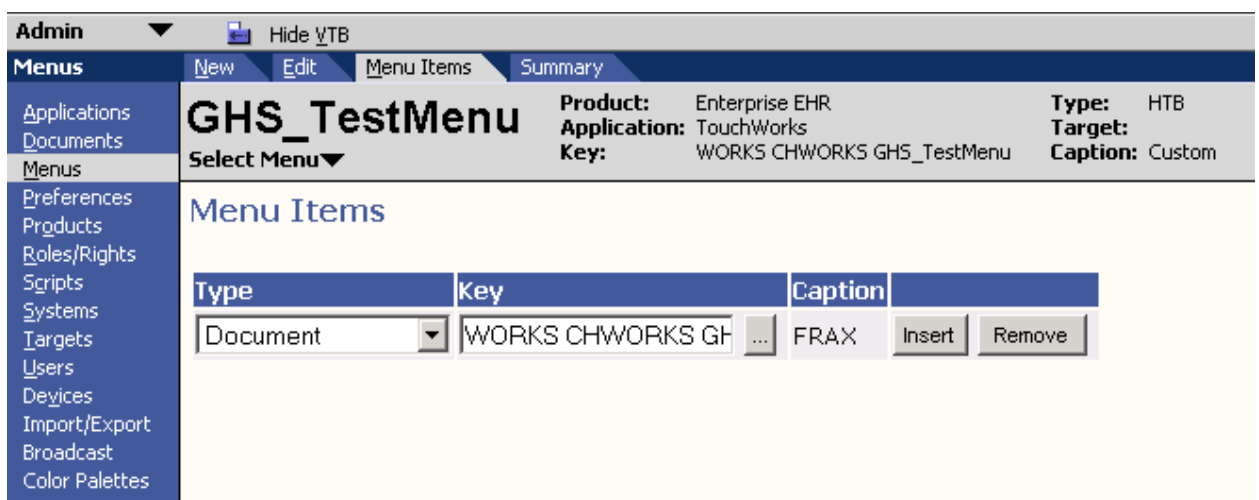 Admin Hide VTB
Menus New Edit Menu Items Summary
Applications
Documents
Menus
Preferences
Products
Roles/Rights
Scripts
Systems
Targets
Users
Devices
Import/Export
Broadcast
Color Palettes
GHS_TestMenu
Select Menu
Product: Enterprise EHR
Application: TouchWorks
Key: WORKS CHWORKS GHS_TestMenu
Type: HTB
Target:
Caption: Custom
Menu Items
Type Key Caption
Document WORKS CHWORKS GH ... FRAX Insert Remove